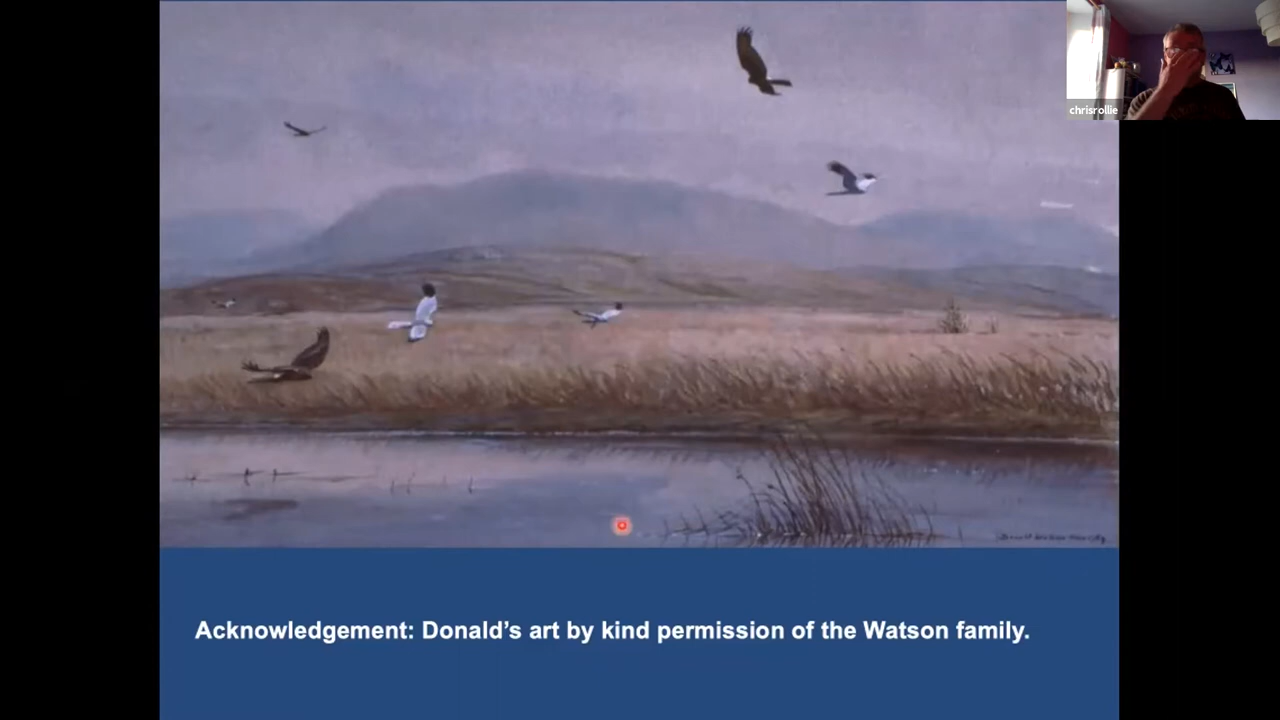 chrisrollie
Acknowledgement: Donald’s art by kind permission of the Watson family.